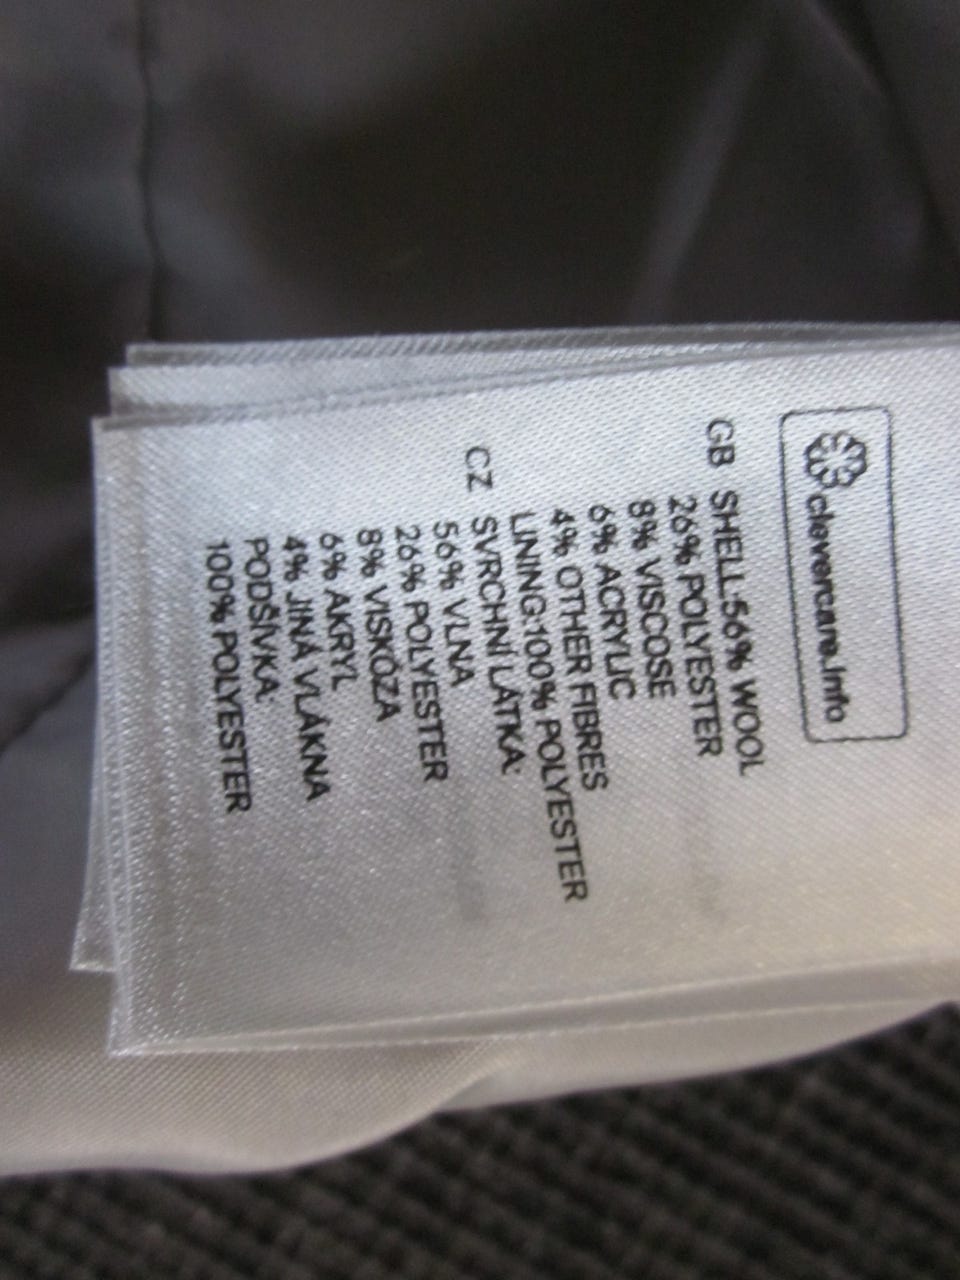 clevercare.info
GB SHELL:56% WOOL
26% POLYESTER
8% VISCOSE
6% ACRYLIC
4% OTHER FIBRES
LINING:100% POLYESTER
CZ SVRCHNÍ LÁTKA:
56% VLNA
26% POLYESTER
8% VISKÓZA
6% AKRYL
4% JINÁ VLÁKNA
PODŠÍVKA:
100% POLYESTER